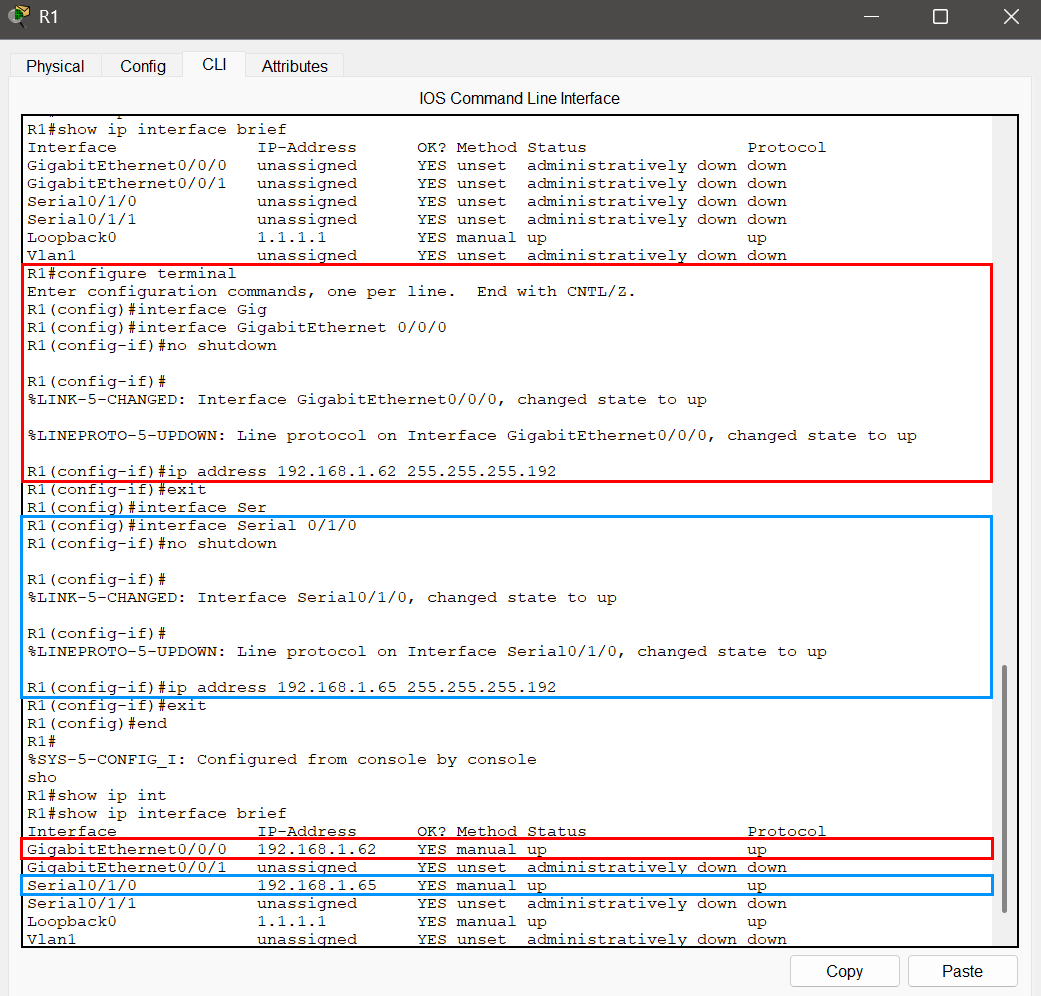 R1
Physical Config CLI Attributes
IOS Command Line Interface
R1#show ip interface brief
Interface IP-Address OK? Method Status Protocol
GigabitEthernet0/0/0 unassigned YES unset administratively down down
GigabitEthernet0/0/1 unassigned YES unset administratively down down
Serial0/1/0 unassigned YES unset administratively down down
Serial0/1/1 unassigned YES unset administratively down down
Loopback0 1.1.1.1 YES manual up up
Vlan1 unassigned YES unset administratively down down
R1#configure terminal
Enter configuration commands, one per line. End with CNTL/Z.
R1(config)#interface Gig
R1(config)#interface GigabitEthernet 0/0/0
R1(config-if)#no shutdown
R1(config-if)#
%LINK-5-CHANGED: Interface GigabitEthernet0/0/0, changed state to up
%LINEPROTO-5-UPDOWN: Line protocol on Interface GigabitEthernet0/0/0, changed state to up
R1(config-if)#ip address 192.168.1.62 255.255.255.192
R1(config-if)#exit
R1(config)#interface Ser
R1(config)#interface Serial 0/1/0
R1(config-if)#no shutdown
R1(config-if)#
%LINK-5-CHANGED: Interface Serial0/1/0, changed state to up
R1(config-if)#
%LINEPROTO-5-UPDOWN: Line protocol on Interface Serial0/1/0, changed state to up
R1(config-if)#ip address 192.168.1.65 255.255.255.192
R1(config-if)#exit
R1(config)#end
R1#
%SYS-5-CONFIG_I: Configured from console by console
sho
R1#show ip int
R1#show ip interface brief
Interface IP-Address OK? Method Status Protocol
GigabitEthernet0/0/0 192.168.1.62 YES manual up up
GigabitEthernet0/0/1 unassigned YES unset administratively down down
Serial0/1/0 192.168.1.65 YES manual up up
Serial0/1/1 unassigned YES unset administratively down down
Loopback0 1.1.1.1 YES manual up up
Vlan1 unassigned YES unset administratively down down
Copy Paste